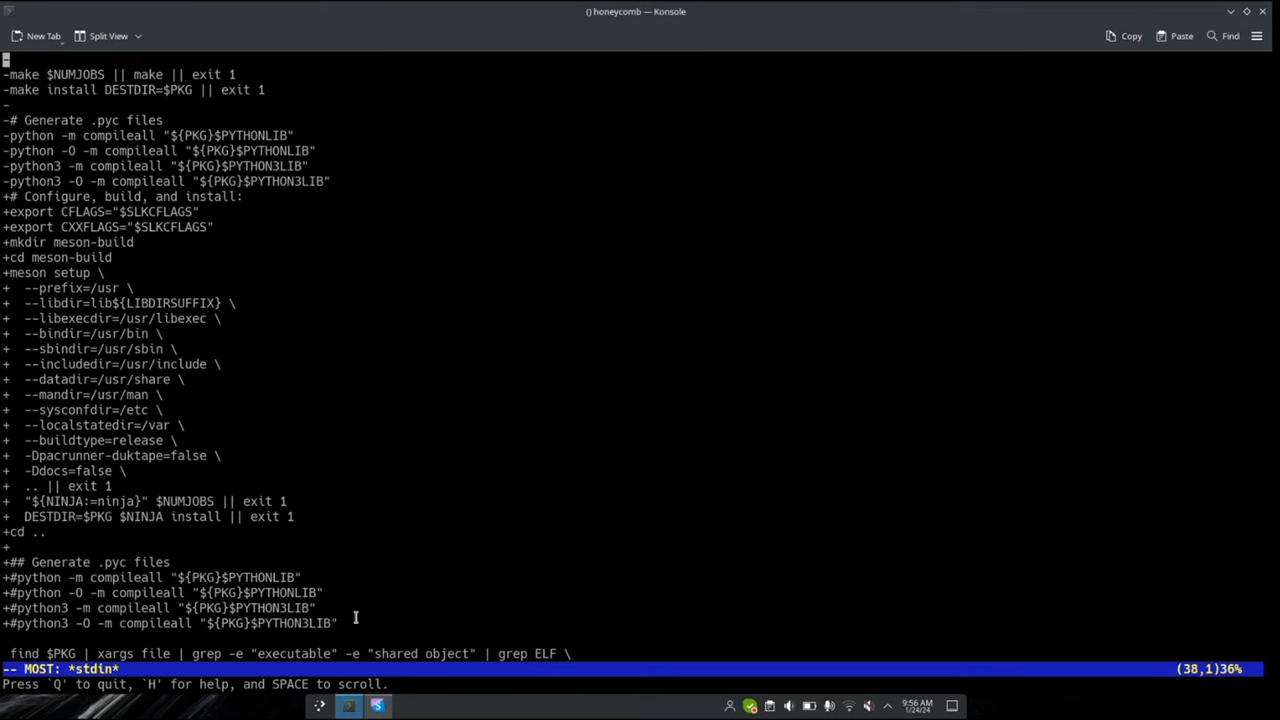 () honeycomb — Konsole
New Tab
Split View
Copy
Paste
Find
-
-make $NUMJOBS || make || exit 1
-make install DESTDIR=$PKG || exit 1
-
-# Generate .pyc files
-python -m compileall "${PKG}$PYTHONLIB"
-python -O -m compileall "${PKG}$PYTHONLIB"
-python3 -m compileall "${PKG}$PYTHON3LIB"
-python3 -O -m compileall "${PKG}$PYTHON3LIB"
+# Configure, build, and install:
+export CFLAGS="$SLKCFLAGS"
+export CXXFLAGS="$SLKCFLAGS"
+mkdir meson-build
+cd meson-build
+meson setup \
+  --prefix=/usr \
+  --libdir=lib${LIBDIRSUFFIX} \
+  --libexecdir=/usr/libexec \
+  --bindir=/usr/bin \
+  --sbindir=/usr/sbin \
+  --includedir=/usr/include \
+  --datadir=/usr/share \
+  --mandir=/usr/man \
+  --sysconfdir=/etc \
+  --localstatedir=/var \
+  --buildtype=release \
+  -Dpacrunner-duktape=false \
+  -Ddocs=false \
+  .. || exit 1
+  "${NINJA:=ninja}" $NUMJOBS || exit 1
+  DESTDIR=$PKG $NINJA install || exit 1
+cd ..
+
+## Generate .pyc files
+#python -m compileall "${PKG}$PYTHONLIB"
+#python -O -m compileall "${PKG}$PYTHONLIB"
+#python3 -m compileall "${PKG}$PYTHON3LIB"
+#python3 -O -m compileall "${PKG}$PYTHON3LIB"
find $PKG | xargs file | grep -e "executable" -e "shared object" | grep ELF \
-- MOST: *stdin* (38,1)36%
Press `Q' to quit, `H' for help, and SPACE to scroll.
9:56 AM
1/24/24